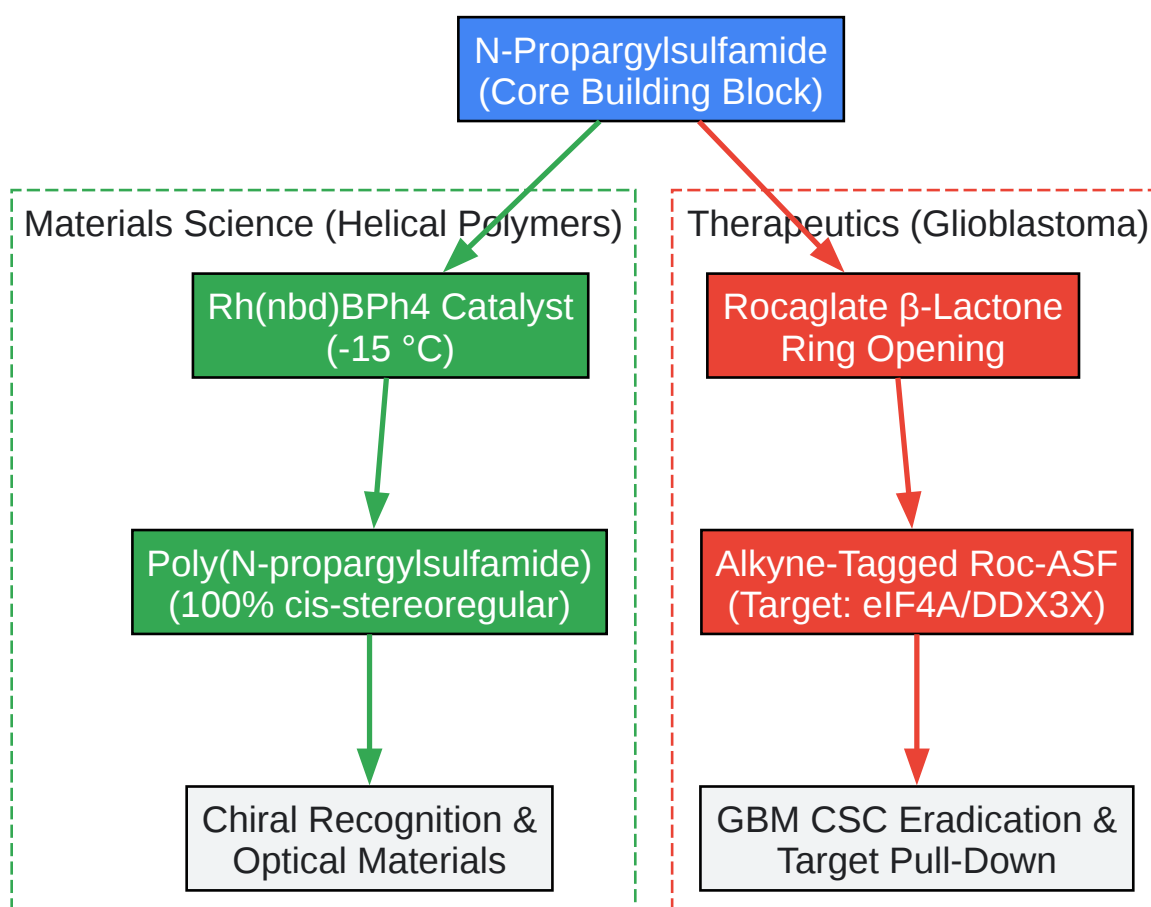 N-Propargylsulfamide
(Core Building Block)
Materials Science (Helical Polymers)
Rh(nbd)BPh4 Catalyst
(-15 °C)
Poly(N-propargylsulfamide)
(100% cis-stereoregular)
Chiral Recognition &
Optical Materials
Therapeutics (Glioblastoma)
Rocaglate β-Lactone
Ring Opening
Alkyne-Tagged Roc-ASF
(Target: eIF4A/DDX3X)
GBM CSC Eradication &
Target Pull-Down